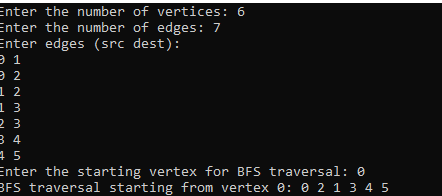 Enter the number of vertices: 6
Enter the number of edges: 7
Enter edges (src dest):
0 1
0 2
1 2
1 3
2 3
3 4
4 5
Enter the starting vertex for BFS traversal: 0
BFS traversal starting from vertex 0: 0 2 1 3 4 5